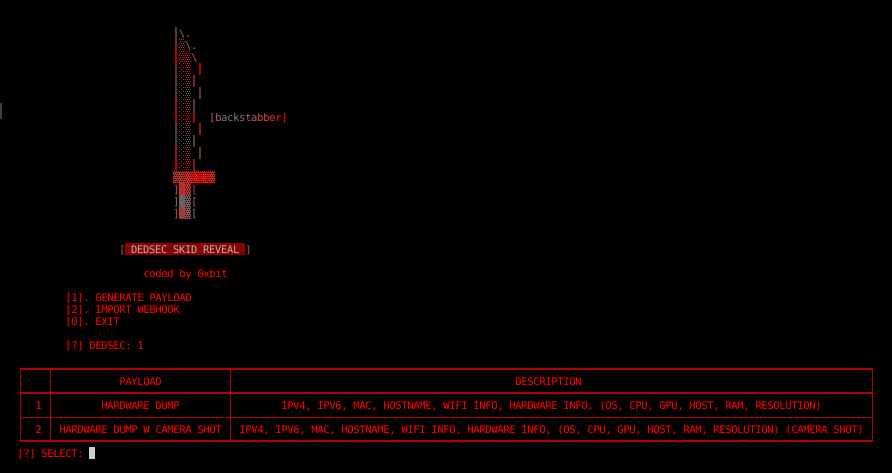 [backstabber]
[ DEDSEC SKID REVEAL ]
coded by 0xbit
[1]. GENERATE PAYLOAD
[2]. IMPORT WEBHOOK
[0]. EXIT
[?] DEDSEC: 1
PAYLOAD DESCRIPTION
1 HARDWARE DUMP IPV4, IPV6, MAC, HOSTNAME, WIFI INFO, HARDWARE INFO, (OS, CPU, GPU, HOST, RAM, RESOLUTION)
2 HARDWARE DUMP W CAMERA SHOT IPV4, IPV6, MAC, HOSTNAME, WIFI INFO, HARDWARE INFO, (OS, CPU, GPU, HOST, RAM, RESOLUTION) (CAMERA SHOT)
[?] SELECT: